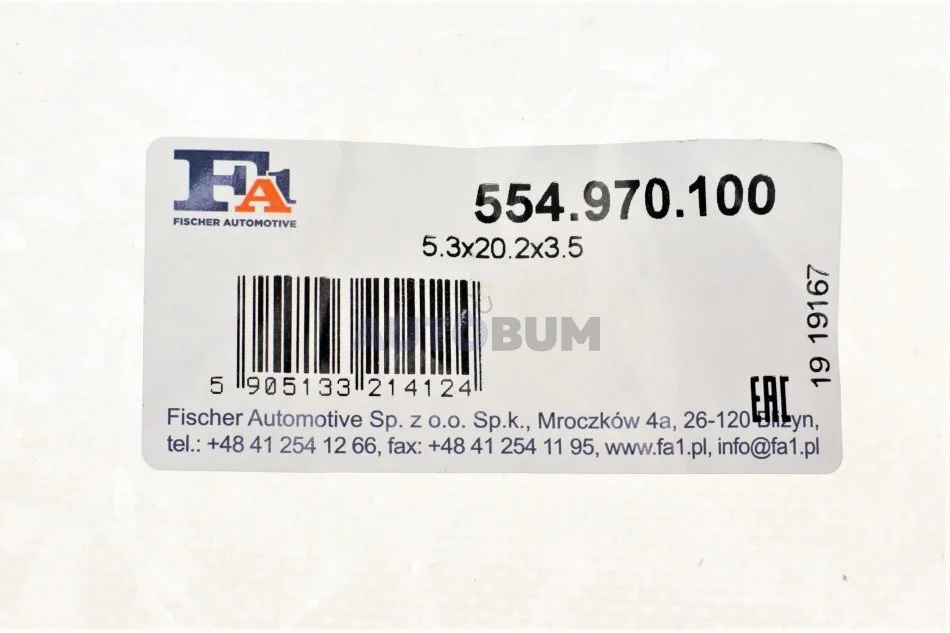 FA1
FISCHER AUTOMOTIVE
554.970.100
5.3x20.2x3.5
AUTOBUM
5 905133 214124
19 19167
EAC
Fischer Automotive Sp. z o.o. Sp.k., Mroczków 4a, 26-120 Bliżyn,
tel.: +48 41 254 12 66, fax: +48 41 254 11 95, www.fa1.pl, info@fa1.pl